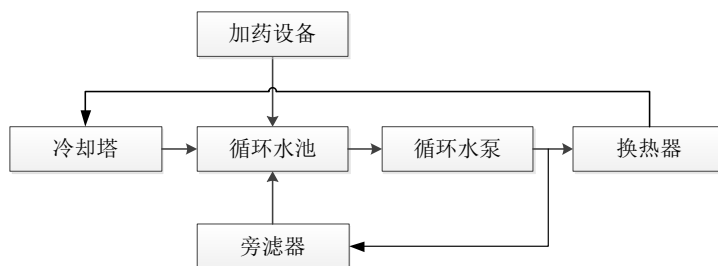 加药设备
冷却塔
循环水池
循环水泵
换热器
旁滤器